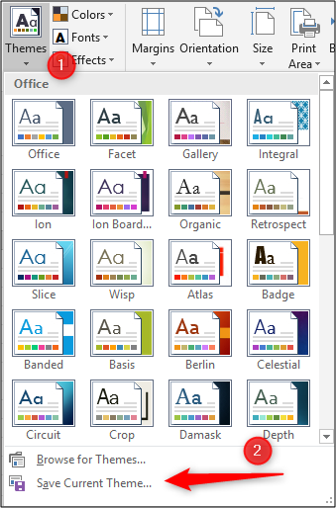 Themes
Colors
Fonts
Effects
Margins Orientation Size Print
Area
1
Office
Aa Aa Aa Aa
Office Facet Gallery Integral
Aa Aa Aa Aa
Ion Ion Board... Organic Retrospect
Aa Aa Aa Aa
Slice Wisp Atlas Badge
Aa Aa Aa Aa
Banded Basis Berlin Celestial
Aa Aa Aa Aa
Circuit Crop Damask Depth
2
Browse for Themes...
Save Current Theme...